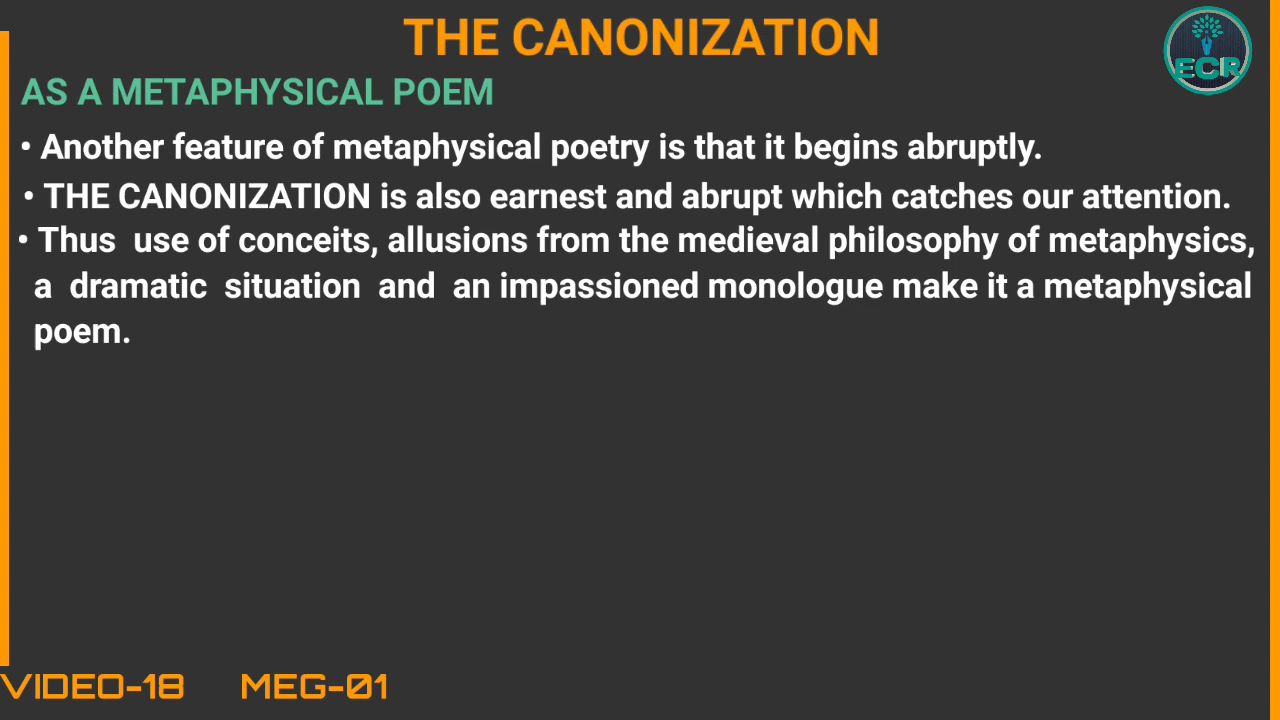 THE CANONIZATION
ECR
AS A METAPHYSICAL POEM
• Another feature of metaphysical poetry is that it begins abruptly.
• THE CANONIZATION is also earnest and abrupt which catches our attention.
• Thus use of conceits, allusions from the medieval philosophy of metaphysics,
a dramatic situation and an impassioned monologue make it a metaphysical
poem.
VIDEO-18 MEG-01